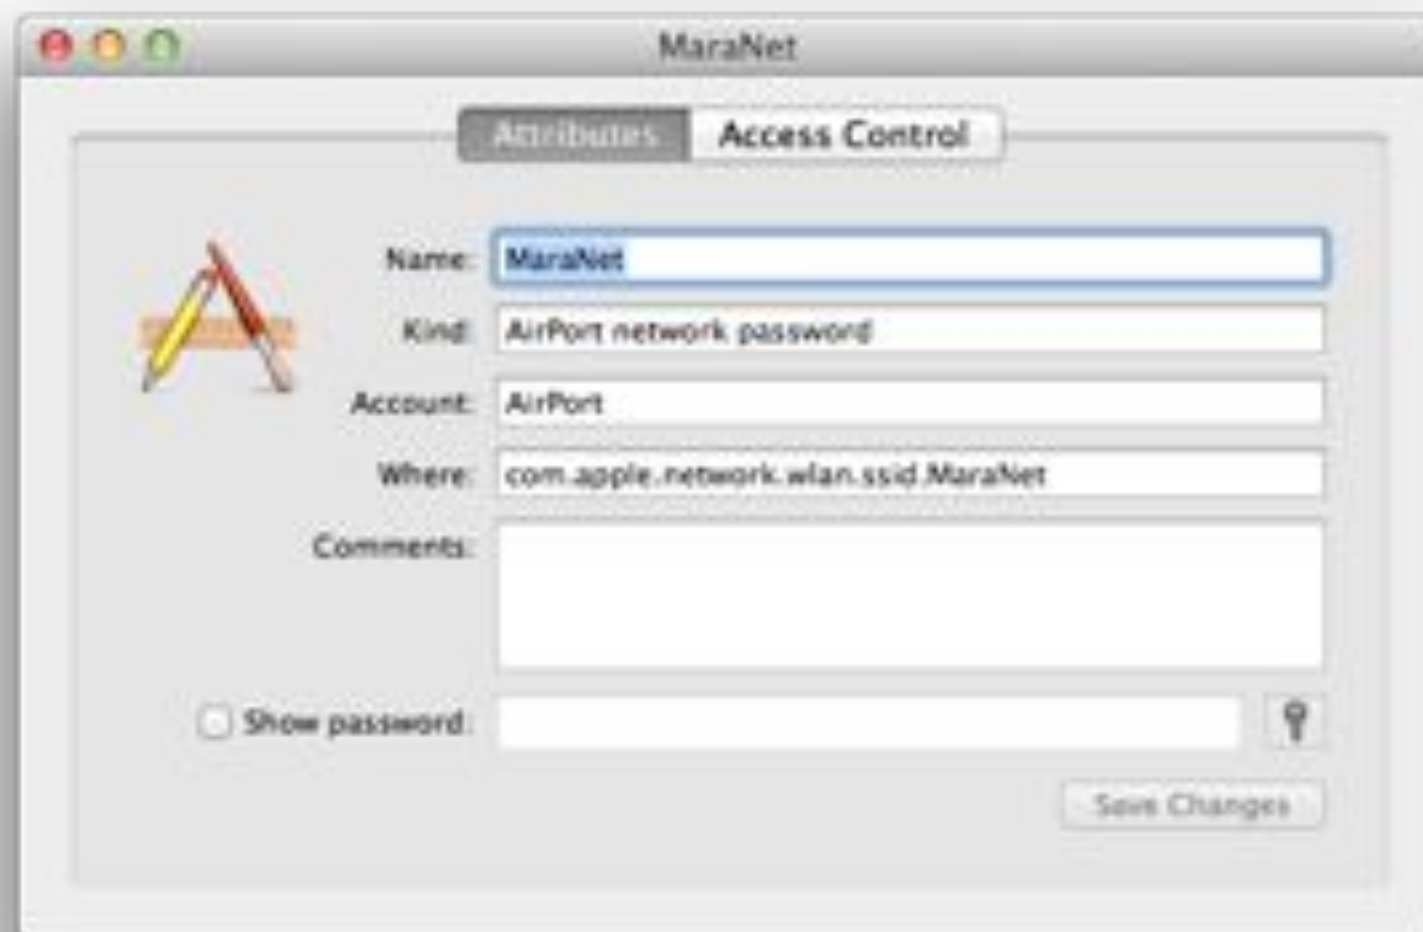 MaraNet
Attributes Access Control
Name: MaraNet
Kind: AirPort network password
Account: AirPort
Where: com.apple.network.wlan.ssid.MaraNet
Comments:
Show password:
Save Changes